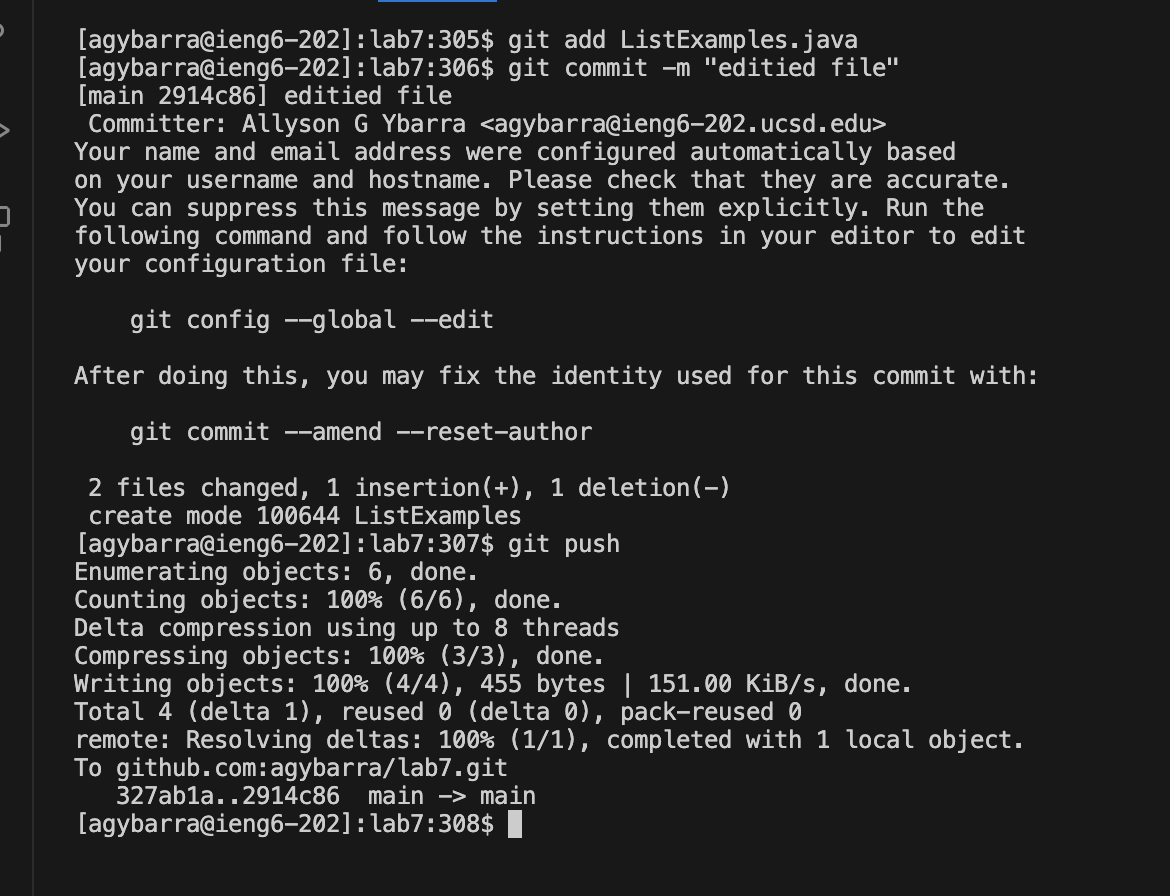 [agybarra@ieng6-202]:lab7:305$ git add ListExamples.java
[agybarra@ieng6-202]:lab7:306$ git commit -m "editied file"
[main 2914c86] editied file
 Committer: Allyson G Ybarra <agybarra@ieng6-202.ucsd.edu>
Your name and email address were configured automatically based
on your username and hostname. Please check that they are accurate.
You can suppress this message by setting them explicitly. Run the
following command and follow the instructions in your editor to edit
your configuration file:

    git config --global --edit

After doing this, you may fix the identity used for this commit with:

    git commit --amend --reset-author

 2 files changed, 1 insertion(+), 1 deletion(-)
 create mode 100644 ListExamples
[agybarra@ieng6-202]:lab7:307$ git push
Enumerating objects: 6, done.
Counting objects: 100% (6/6), done.
Delta compression using up to 8 threads
Compressing objects: 100% (3/3), done.
Writing objects: 100% (4/4), 455 bytes | 151.00 KiB/s, done.
Total 4 (delta 1), reused 0 (delta 0), pack-reused 0
remote: Resolving deltas: 100% (1/1), completed with 1 local object.
To github.com:agybarra/lab7.git
   327ab1a..2914c86  main -> main
[agybarra@ieng6-202]:lab7:308$